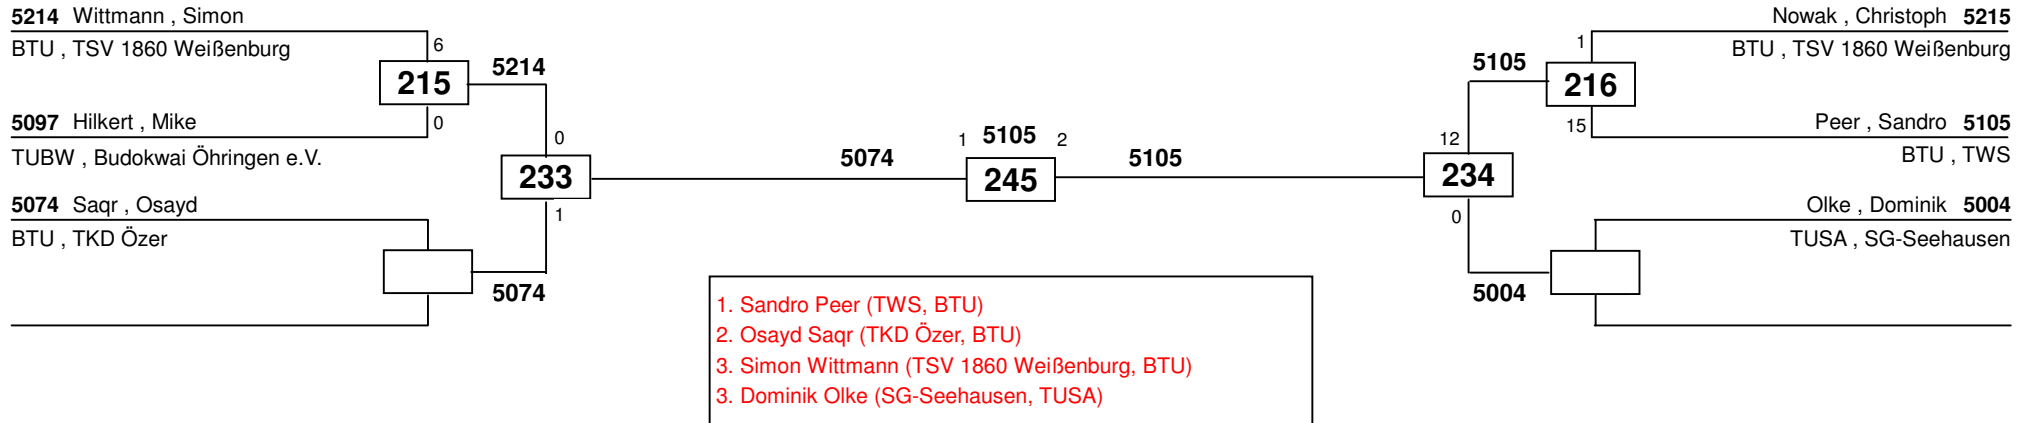 5214 Wittmann , Simon
BTU , TSV 1860 Weißenburg
6
215
5214
5097 Hilkert , Mike
0
TUBW , Budokwai Öhringen e.V.
0
233
1
5074 Saqr , Osayd
BTU , TKD Özer
5074
5074
1 5105 2
245
5105
Nowak , Christoph 5215
BTU , TSV 1860 Weißenburg
1
5105
216
15
Peer , Sandro 5105
BTU , TWS
12
234
0
Olke , Dominik 5004
TUSA , SG-Seehausen
5004
1. Sandro Peer (TWS, BTU)
2. Osayd Saqr (TKD Özer, BTU)
3. Simon Wittmann (TSV 1860 Weißenburg, BTU)
3. Dominik Olke (SG-Seehausen, TUSA)